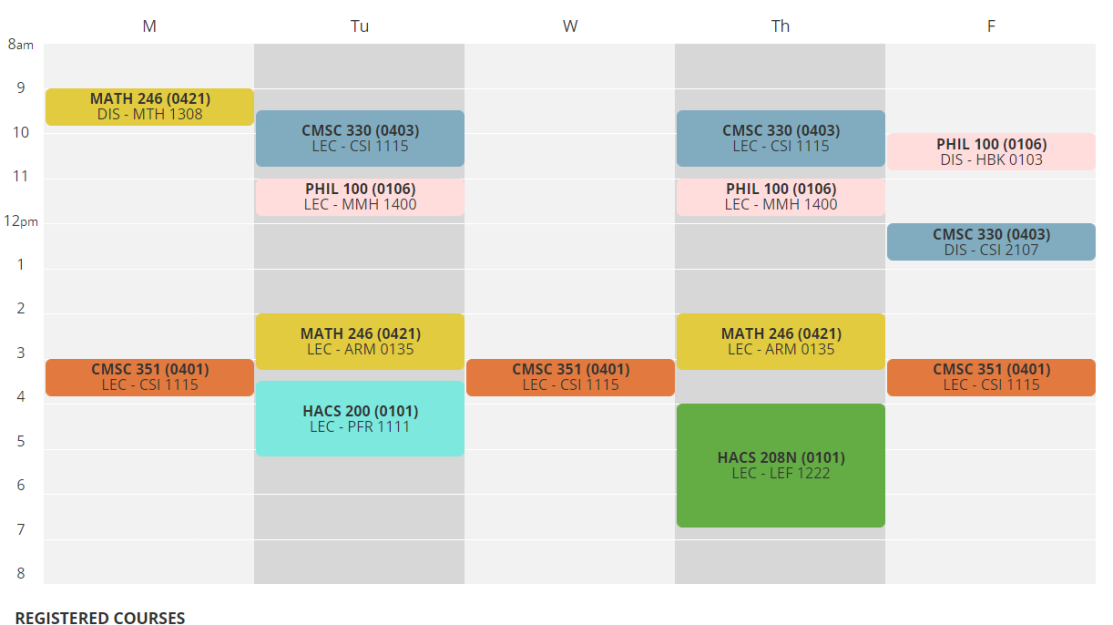 M Tu W Th F
8am
9
10
11
12pm
1
2
3
4
5
6
7
8
MATH 246 (0421)
DIS - MTH 1308
CMSC 351 (0401)
LEC - CSI 1115
CMSC 330 (0403)
LEC - CSI 1115
PHIL 100 (0106)
LEC - MMH 1400
MATH 246 (0421)
LEC - ARM 0135
HACS 200 (0101)
LEC - PFR 1111
CMSC 351 (0401)
LEC - CSI 1115
CMSC 330 (0403)
LEC - CSI 1115
PHIL 100 (0106)
LEC - MMH 1400
MATH 246 (0421)
LEC - ARM 0135
HACS 208N (0101)
LEC - LEF 1222
PHIL 100 (0106)
DIS - HBK 0103
CMSC 330 (0403)
DIS - CSI 2107
CMSC 351 (0401)
LEC - CSI 1115
REGISTERED COURSES